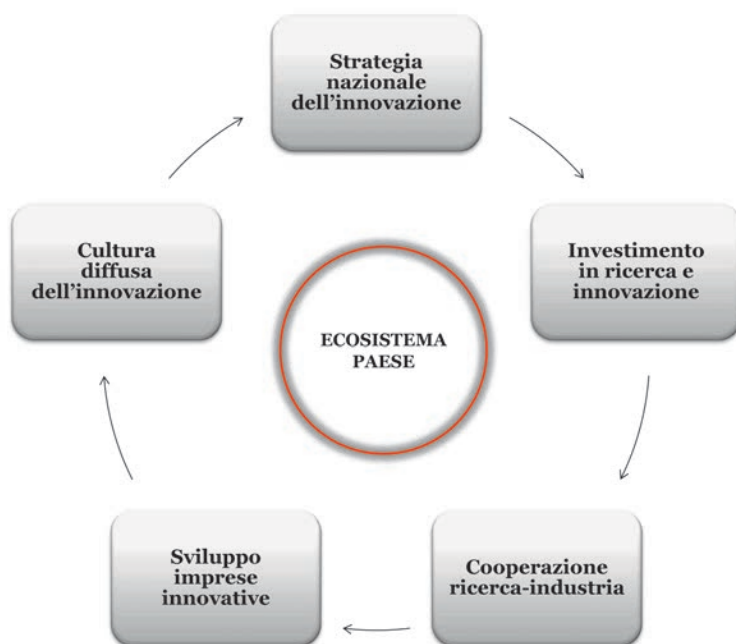 Strategia
nazionale
dell’innovazione
Cultura
diffusa
dell’innovazione
Investimento
in ricerca e
innovazione
ECOSISTEMA
PAESE
Sviluppo
imprese
innovative
Cooperazione
ricerca-industria